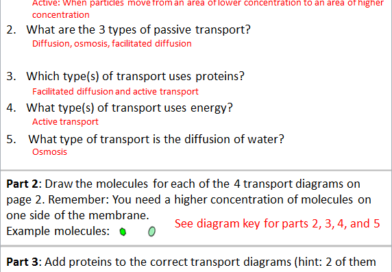 Active: When particles move from an area of lower concentration to an area of higher
concentration
2. What are the 3 types of passive transport?
Diffusion, osmosis, facilitated diffusion
3. Which type(s) of transport uses proteins?
Facilitated diffusion and active transport
4. What type(s) of transport uses energy?
Active transport
5. What type of transport is the diffusion of water?
Osmosis
Part 2: Draw the molecules for each of the 4 transport diagrams on
page 2. Remember: You need a higher concentration of molecules on
one side of the membrane.
Example molecules:
See diagram key for parts 2, 3, 4, and 5
Part 3: Add proteins to the correct transport diagrams (hint: 2 of them